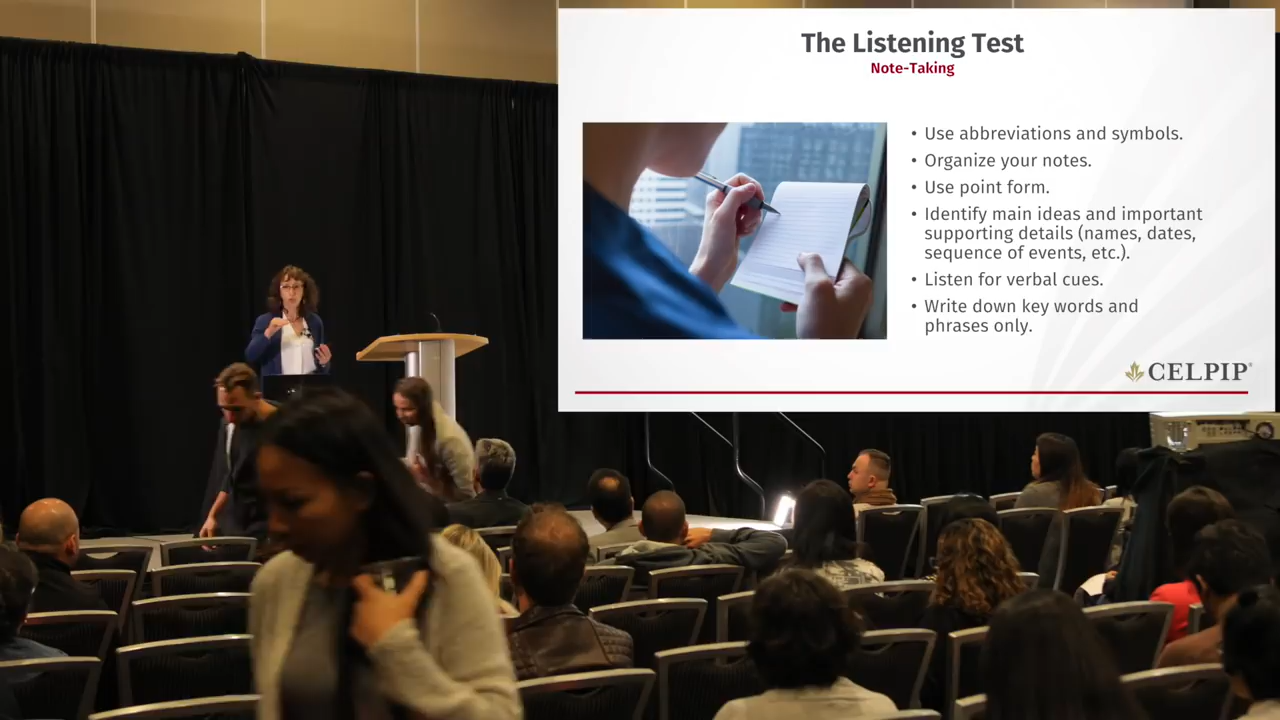 The Listening Test
Note-Taking
• Use abbreviations and symbols.
• Organize your notes.
• Use point form.
• Identify main ideas and important
supporting details (names, dates,
sequence of events, etc.).
• Listen for verbal cues.
• Write down key words and
phrases only.
CELPIP®